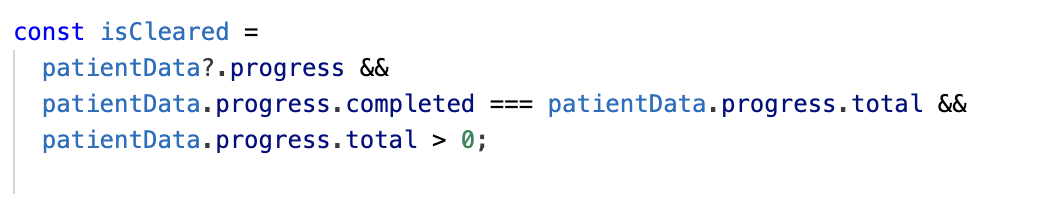 const isCleared =
patientData?.progress &&
patientData.progress.completed === patientData.progress.total &&
patientData.progress.total > 0;